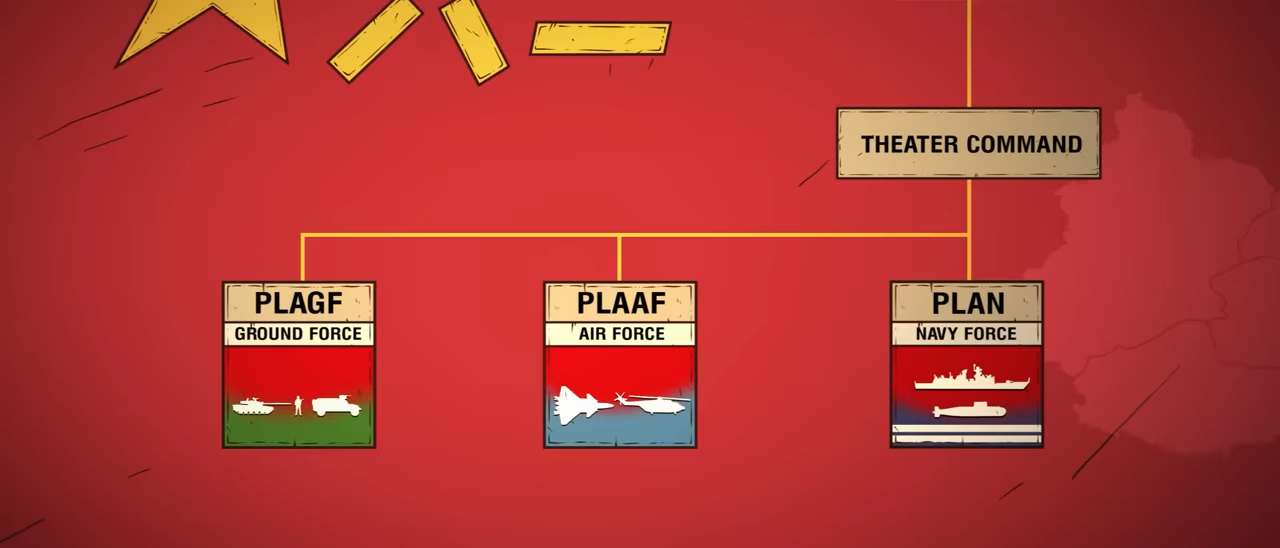 THEATER COMMAND
PLAGF
GROUND FORCE
PLAAF
AIR FORCE
PLAN
NAVY FORCE